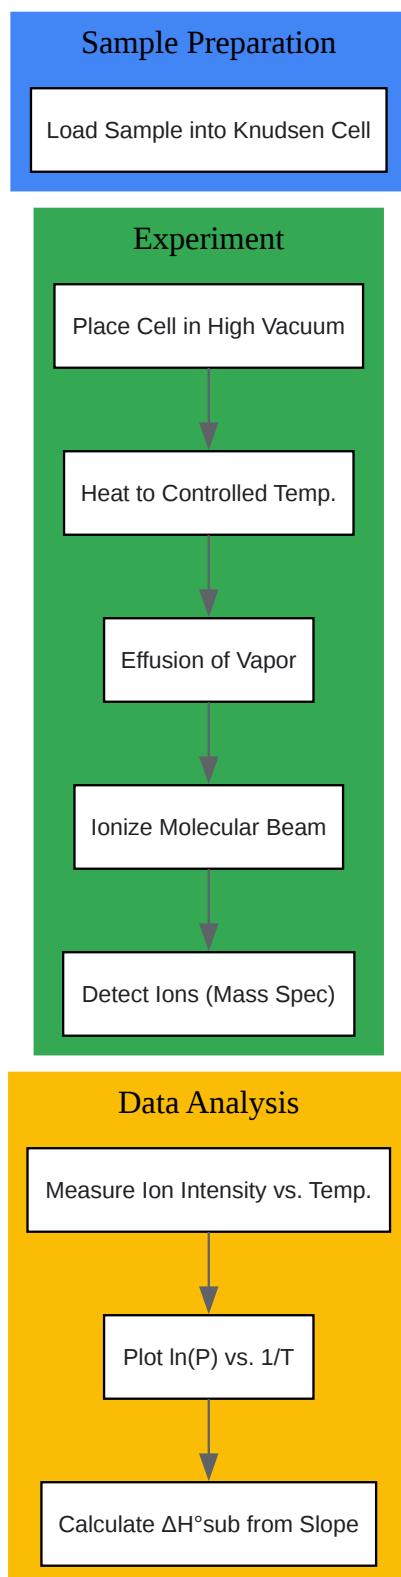 Sample Preparation
Load Sample into Knudsen Cell
Experiment
Place Cell in High Vacuum
Heat to Controlled Temp.
Effusion of Vapor
Ionize Molecular Beam
Detect Ions (Mass Spec)
Data Analysis
Measure Ion Intensity vs. Temp.
Plot ln(P) vs. 1/T
Calculate ΔH°sub from Slope